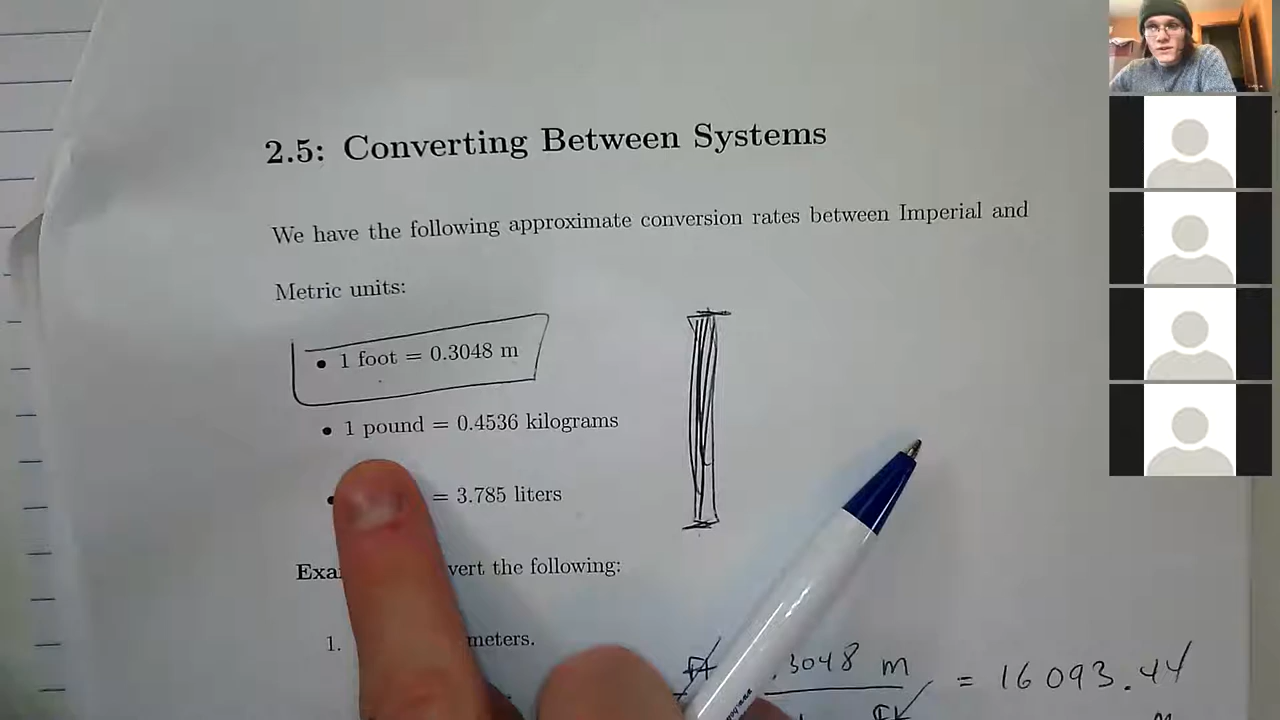 2.5: Converting Between Systems
We have the following approximate conversion rates between Imperial and
Metric units:
• 1 foot = 0.3048 m
• 1 pound = 0.4536 kilograms
• = 3.785 liters
vert the following:
1. meters.
.3048 m = 16093.44
m